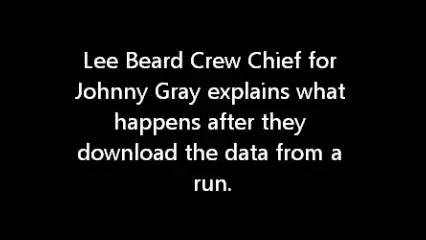 Lee Beard Crew Chief for
Johnny Gray explains what
happens after they
download the data from a
run.